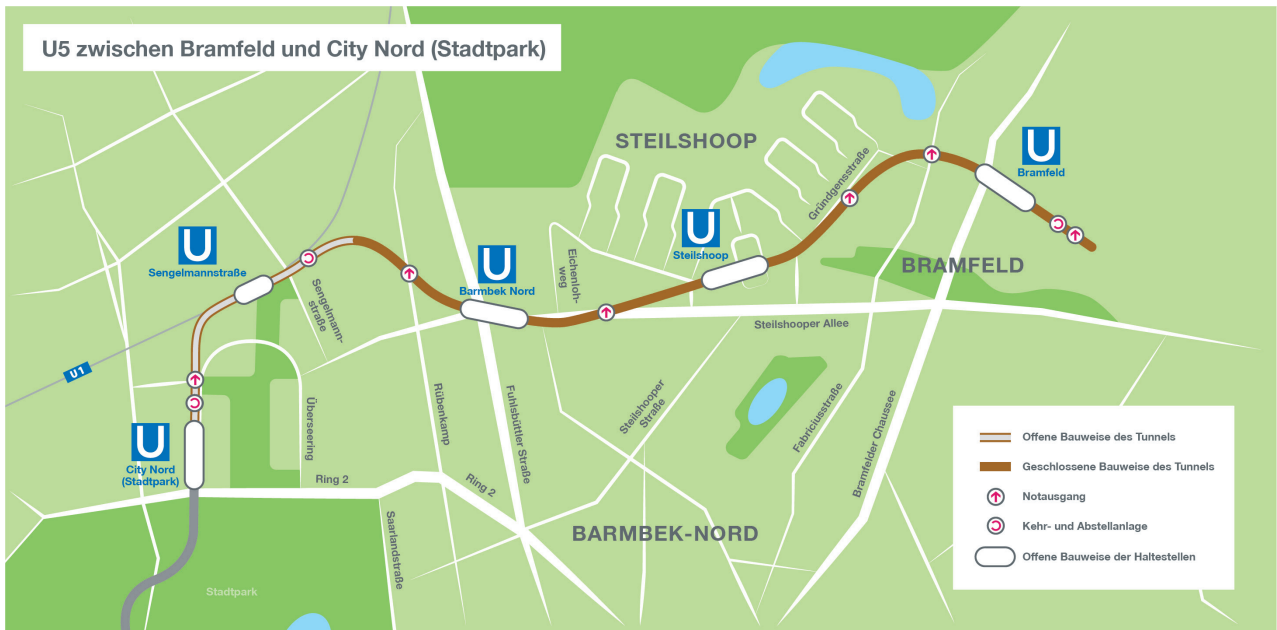 U5 zwischen Bramfeld und City Nord (Stadtpark)
STEILSHOOP
U
Bramfeld
Gründgensstraße
U
Sengelmannstraße
U
Steilshoop
U
Barmbek Nord
Eichenloh-
weg
BRAMFELD
Sengelmann-
straße
Steilshooper Allee
U1
Überseering
Rübenkamp
Fuhlsbüttler Straße
Steilshooper
Straße
Fabriciusstraße
Bramfelder Chaussee
U
City Nord
(Stadtpark)
Ring 2
Ring 2
Saarlandstraße
BARMBEK-NORD
Stadtpark
Offene Bauweise des Tunnels
Geschlossene Bauweise des Tunnels
Notausgang
Kehr- und Abstellanlage
Offene Bauweise der Haltestellen